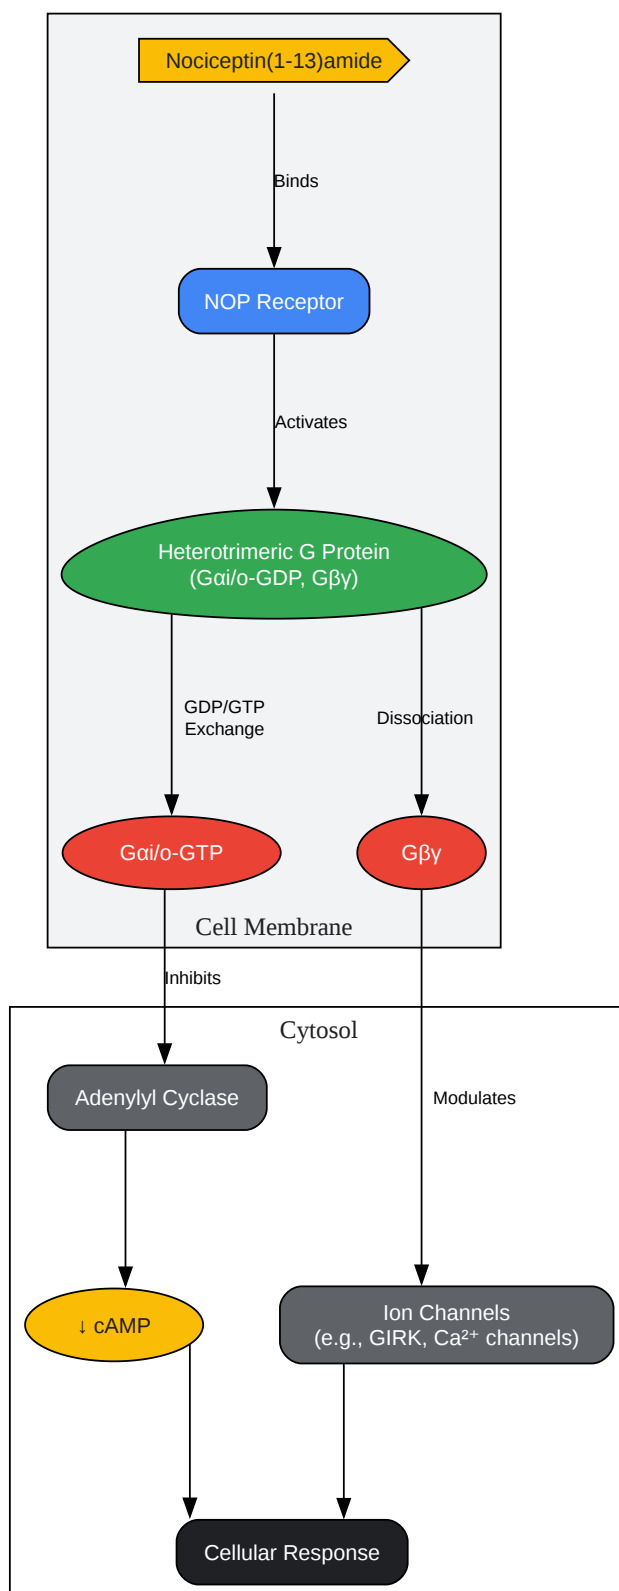 Nociceptin(1-13)amide
Binds
NOP Receptor
Activates
Heterotrimeric G Protein
(Gαi/o-GDP, Gβγ)
GDP/GTP
Exchange
Dissociation
Gαi/o-GTP
Gβγ
Cell Membrane
Inhibits
Cytosol
Adenylyl Cyclase
Modulates
↓ cAMP
Ion Channels
(e.g., GIRK, Ca²⁺ channels)
Cellular Response